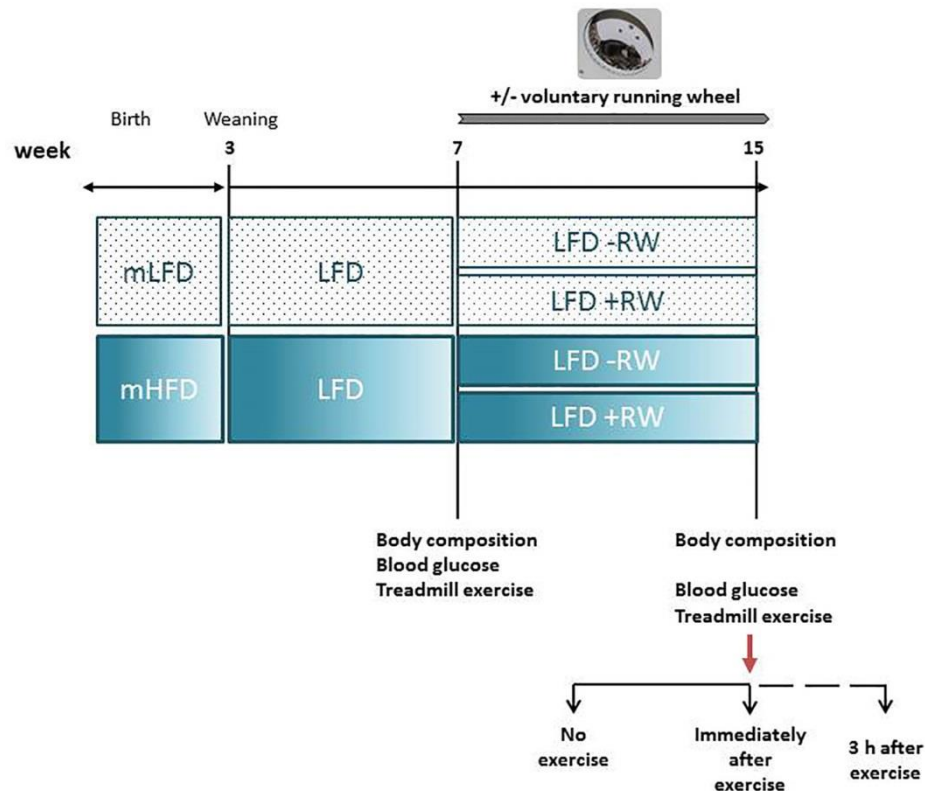 +/- voluntary running wheel
Birth
Weaning
week
3
7
15
mLFD
LFD
LFD -RW
LFD +RW
mHFD
LFD
LFD -RW
LFD +RW
Body composition
Blood glucose
Treadmill exercise
Body composition
Blood glucose
Treadmill exercise
No
exercise
Immediately
after
exercise
3 h after
exercise